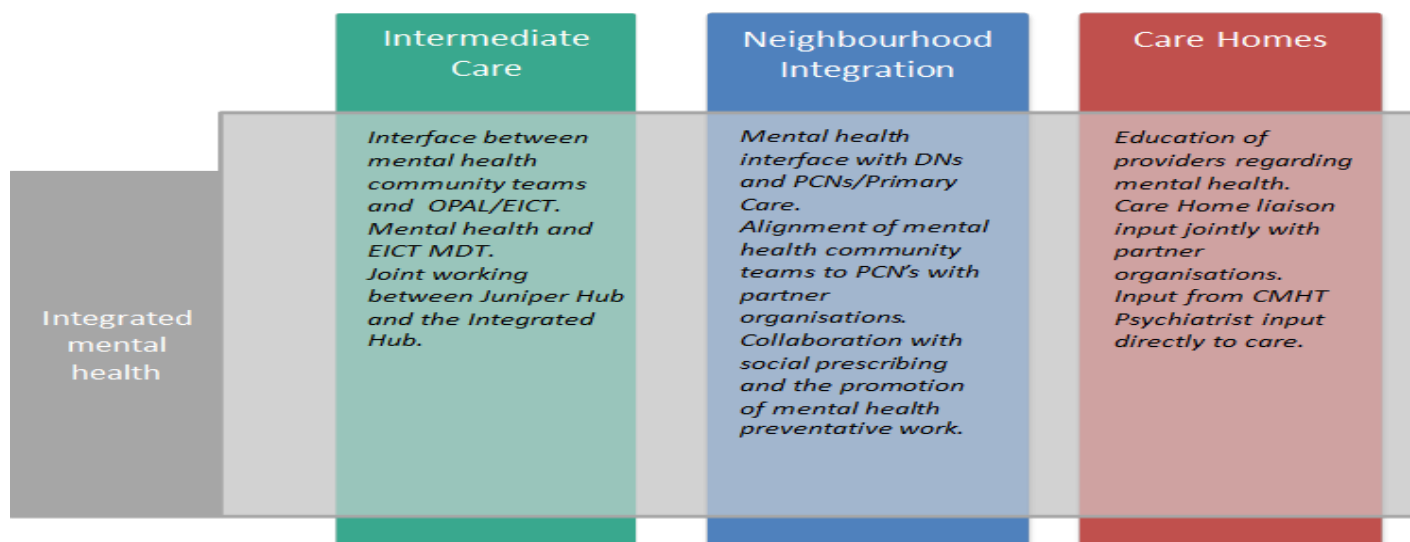 Intermediate
Care
Neighbourhood
Integration
Care Homes
Integrated
mental
health
Interface between
mental health
community teams
and OPAL/EICT.
Mental health and
EICT MDT.
Joint working
between Juniper Hub
and the Integrated
Hub.
Mental health
interface with DNs
and PCNs/Primary
Care.
Alignment of mental
health community
teams to PCN's with
partner
organisations.
Collaboration with
social prescribing
and the promotion
of mental health
preventative work.
Education of
providers regarding
mental health.
Care Home liaison
input jointly with
partner
organisations.
Input from CMHT
Psychiatrist input
directly to care.